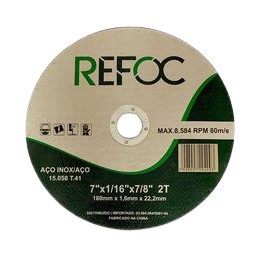 REFOC
MAX.8.584 RPM 80m/s
AÇO INOX/AÇO
15.058 T.41
7"x1/16"x7/8" 2T
180mm x 1,6mm x 22,2mm
FABRICADO NA CHINA